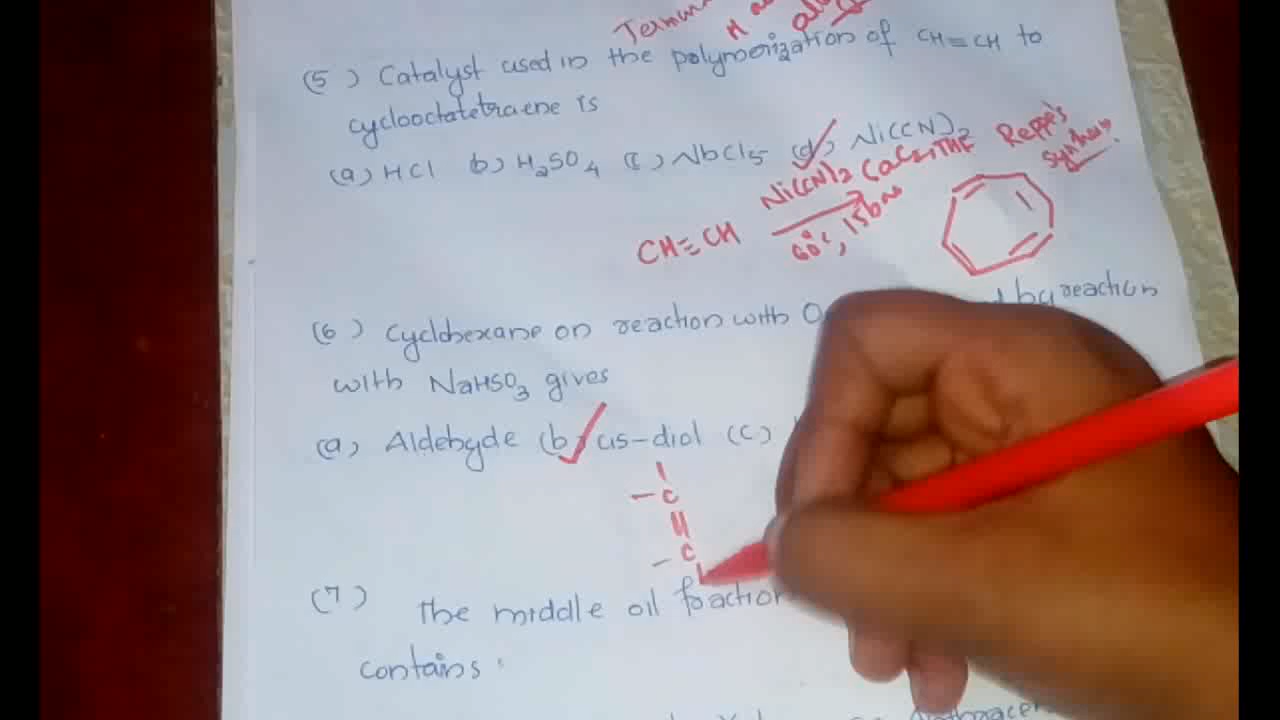 (5) Catalyst used in the polymerization of CH≡CH to
cyclooctatetraene is
(a) HCl b) H2SO4 (c) NbCl5 (d) Ni(CN)2
Ni(CN)2 CaC2, THF Reppe's
CH≡CH 60°c, 15bar
(6) Cyclohexane on reaction with by reaction
with NaHSO3 gives
(a) Aldehyde (b) cis-diol (c)
- C
||
- C
(7) The middle oil fraction
contains :